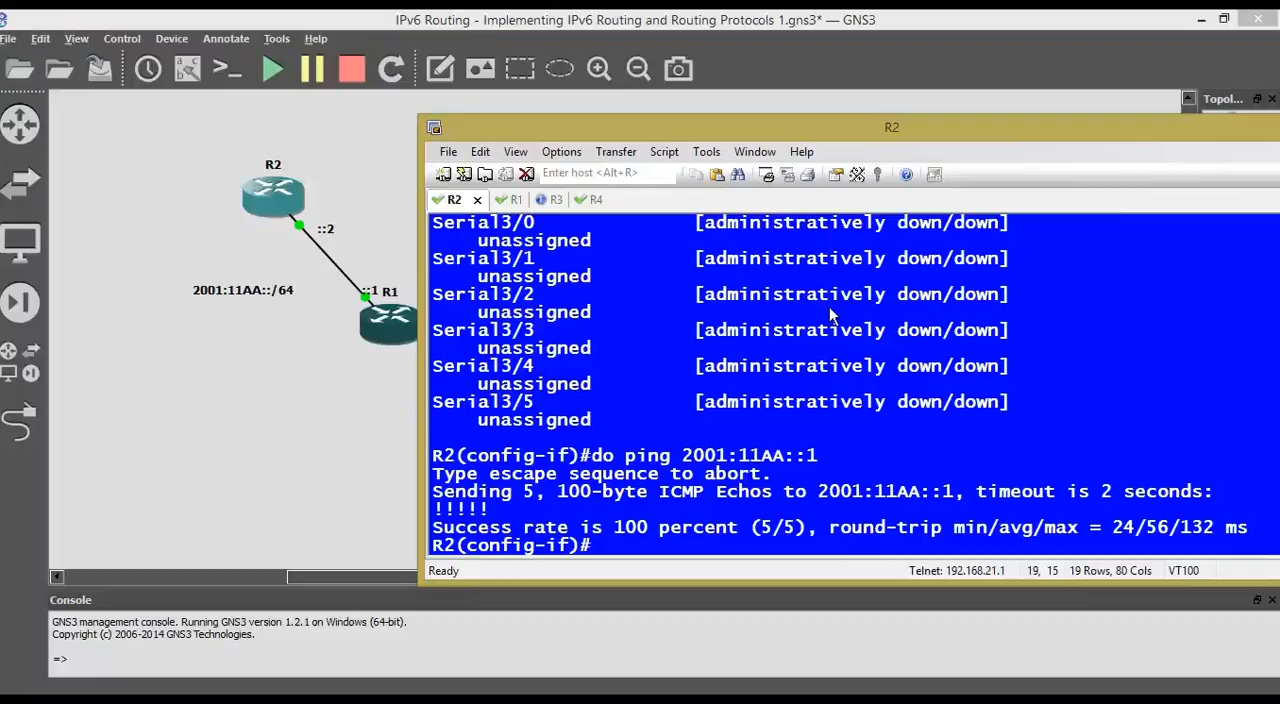 IPv6 Routing - Implementing IPv6 Routing and Routing Protocols 1.gns3* — GNS3
File Edit View Control Device Annotate Tools Help
Topol...
R2
File Edit View Options Transfer Script Tools Window Help
Enter host <Alt+R>
R2 R1 R3 R4
Serial3/0 [administratively down/down]
unassigned
Serial3/1 [administratively down/down]
unassigned
Serial3/2 [administratively down/down]
unassigned
Serial3/3 [administratively down/down]
unassigned
Serial3/4 [administratively down/down]
unassigned
Serial3/5 [administratively down/down]
unassigned
R2(config-if)#do ping 2001:11AA::1
Type escape sequence to abort.
Sending 5, 100-byte ICMP Echos to 2001:11AA::1, timeout is 2 seconds:
!!!!!
Success rate is 100 percent (5/5), round-trip min/avg/max = 24/56/132 ms
R2(config-if)#
Ready Telnet: 192.168.21.1 19, 15 19 Rows, 80 Cols VT100
R2
::2
2001:11AA::/64
::1 R1
Console
GNS3 management console. Running GNS3 version 1.2.1 on Windows (64-bit).
Copyright (c) 2006-2014 GNS3 Technologies.
=>